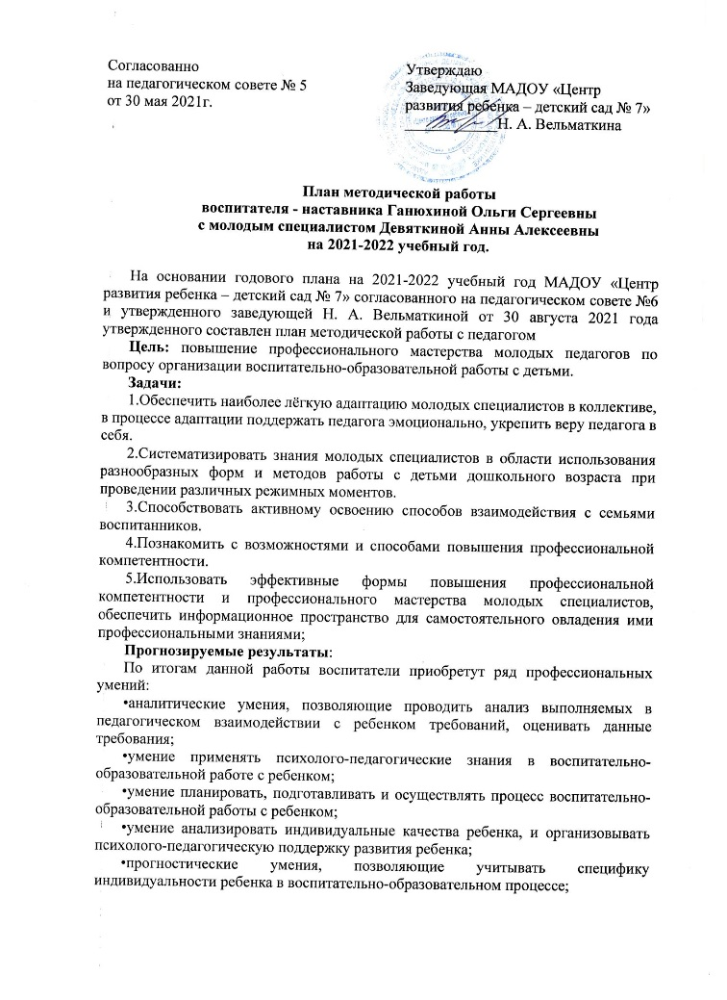 Согласованно
на педагогическом совете № 5
от 30 мая 2021г.
Утверждаю
Заведующая МАДОУ «Центр
развития ребенка – детский сад № 7»
____________Н. А. Вельматкина
План методической работы
воспитателя - наставника Ганюхиной Ольги Сергеевны
с молодым специалистом Девяткиной Анны Алексеевны
на 2021-2022 учебный год.
На основании годового плана на 2021-2022 учебный год МАДОУ «Центр
развития ребенка – детский сад № 7» согласованного на педагогическом совете №6
и утвержденного заведующей Н. А. Вельматкиной от 30 августа 2021 года
утвержденного составлен план методической работы с педагогом
Цель: повышение профессионального мастерства молодых педагогов по
вопросу организации воспитательно-образовательной работы с детьми.
Задачи:
1.Обеспечить наиболее лёгкую адаптацию молодых специалистов в коллективе,
в процессе адаптации поддержать педагога эмоционально, укрепить веру педагога в
себя.
2.Систематизировать знания молодых специалистов в области использования
разнообразных форм и методов работы с детьми дошкольного возраста при
проведении различных режимных моментов.
3.Способствовать активному освоению способов взаимодействия с семьями
воспитанников.
4.Познакомить с возможностями и способами повышения профессиональной
компетентности.
5.Использовать эффективные формы повышения профессиональной
компетентности и профессионального мастерства молодых специалистов,
обеспечить информационное пространство для самостоятельного овладения ими
профессиональными знаниями;
Прогнозируемые результаты:
По итогам данной работы воспитатели приобретут ряд профессиональных
умений:
•аналитические умения, позволяющие проводить анализ выполняемых в
педагогическом взаимодействии с ребенком требований, оценивать данные
требования;
•умение применять психолого-педагогические знания в воспитательно-
образовательной работе с ребенком;
•умение планировать, подготавливать и осуществлять процесс воспитательно-
образовательной работы с ребенком;
•умение анализировать индивидуальные качества ребенка, и организовывать
психолого-педагогическую поддержку развития ребенка;
•прогностические умения, позволяющие учитывать специфику
индивидуальности ребенка в воспитательно-образовательном процессе;